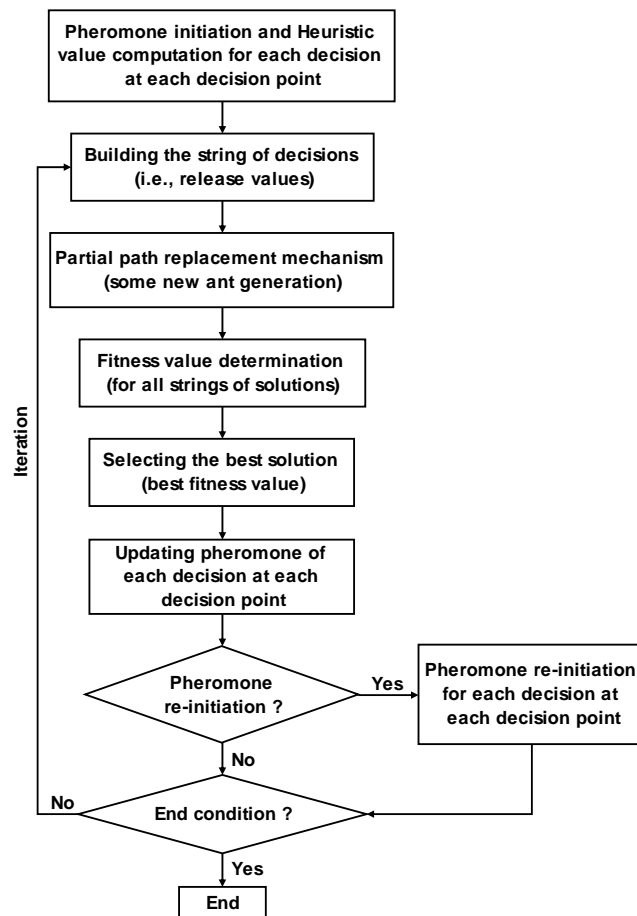 Pheromone initiation and Heuristic
value computation for each decision
at each decision point
Building the string of decisions
(i.e., release values)
Partial path replacement mechanism
(some new ant generation)
Fitness value determination
(for all strings of solutions)
Iteration
Selecting the best solution
(best fitness value)
Updating pheromone of
each decision at each
decision point
Pheromone
re-initiation ?
Yes
Pheromone re-initiation
for each decision at
each decision point
No
End condition ?
No
Yes
End